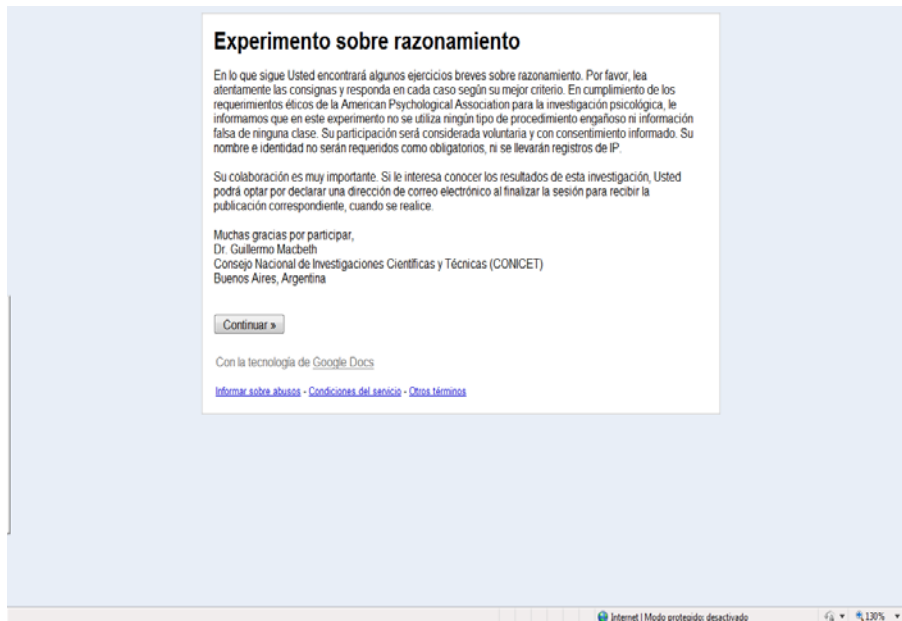 Experimento sobre razonamiento
En lo que sigue Usted encontrará algunos ejercicios breves sobre razonamiento. Por favor, lea
atentamente las consignas y responda en cada caso según su mejor criterio. En cumplimiento de los
requerimientos éticos de la American Psychological Association para la investigación psicológica, le
informamos que en este experimento no se utiliza ningún tipo de procedimiento engañoso ni información
falsa de ninguna clase. Su participación será considerada voluntaria y con consentimiento informado. Su
nombre e identidad no serán requeridos como obligatorios, ni se llevarán registros de IP.
Su colaboración es muy importante. Si le interesa conocer los resultados de esta investigación, Usted
podrá optar por declarar una dirección de correo electrónico al finalizar la sesión para recibir la
publicación correspondiente, cuando se realice.
Muchas gracias por participar,
Dr. Guillermo Macbeth
Consejo Nacional de Investigaciones Científicas y Técnicas (CONICET)
Buenos Aires, Argentina
Continuar »
Con la tecnología de Google Docs
Informar sobre abusos - Condiciones del servicio - Otros términos
Internet | Modo protegido: desactivado 130%